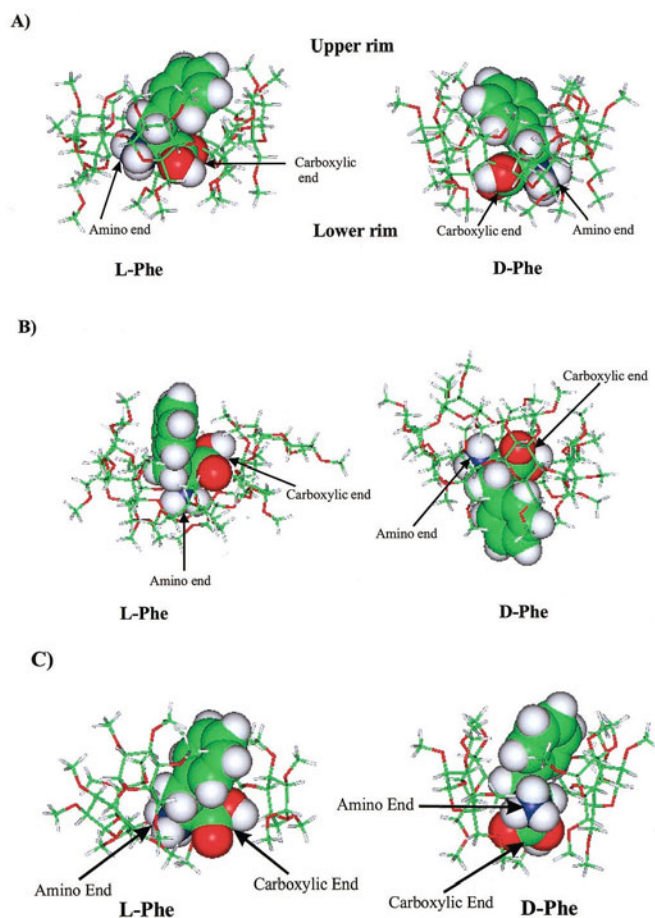 A)
Upper rim
Carboxylic
end
Amino end
Lower rim
Carboxylic end
Amino end
L-Phe
D-Phe
B)
Carboxylic end
Carboxylic end
Amino end
Amino end
L-Phe
D-Phe
C)
Amino End
Amino End
Carboxylic End
Carboxylic End
L-Phe
D-Phe